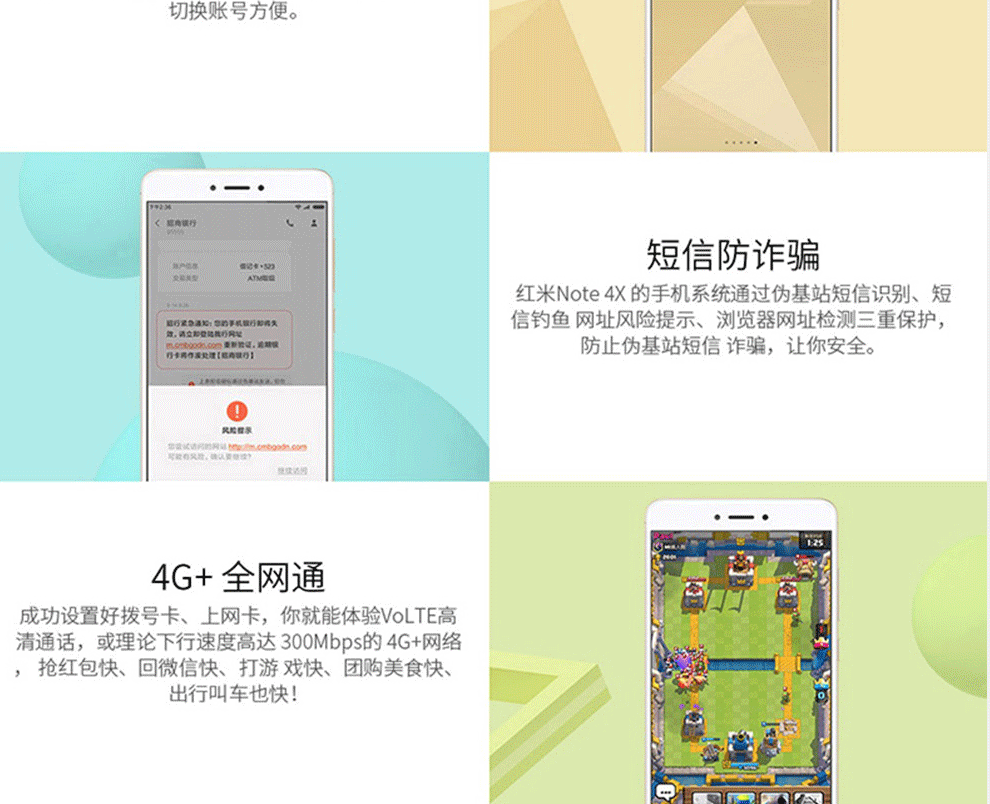 切换账号方便。
下午2:36
招商银行
账户信息 借记卡*523
交易类型 ATM取款
招行紧急通知:您的手机银行即将失
效,请立即登陆我行网址
m.cmbgodn.com 重新验证,逾期银
行卡将作废处理【招商银行】
风险提示
您尝试访问的网站 http://m.cmbgodn.com
可能有风险,确认要继续?
继续访问
短信防诈骗
红米Note 4X 的手机系统通过伪基站短信识别、短
信钓鱼 网址风险提示、浏览器网址检测三重保护,
防止伪基站短信 诈骗,让你安全。
4G+ 全网通
成功设置好拨号卡、上网卡,你就能体验VoLTE高
清通话,或理论下行速度高达 300Mbps的 4G+网络
, 抢红包快、回微信快、打游 戏快、团购美食快、
出行叫车也快!
1:25